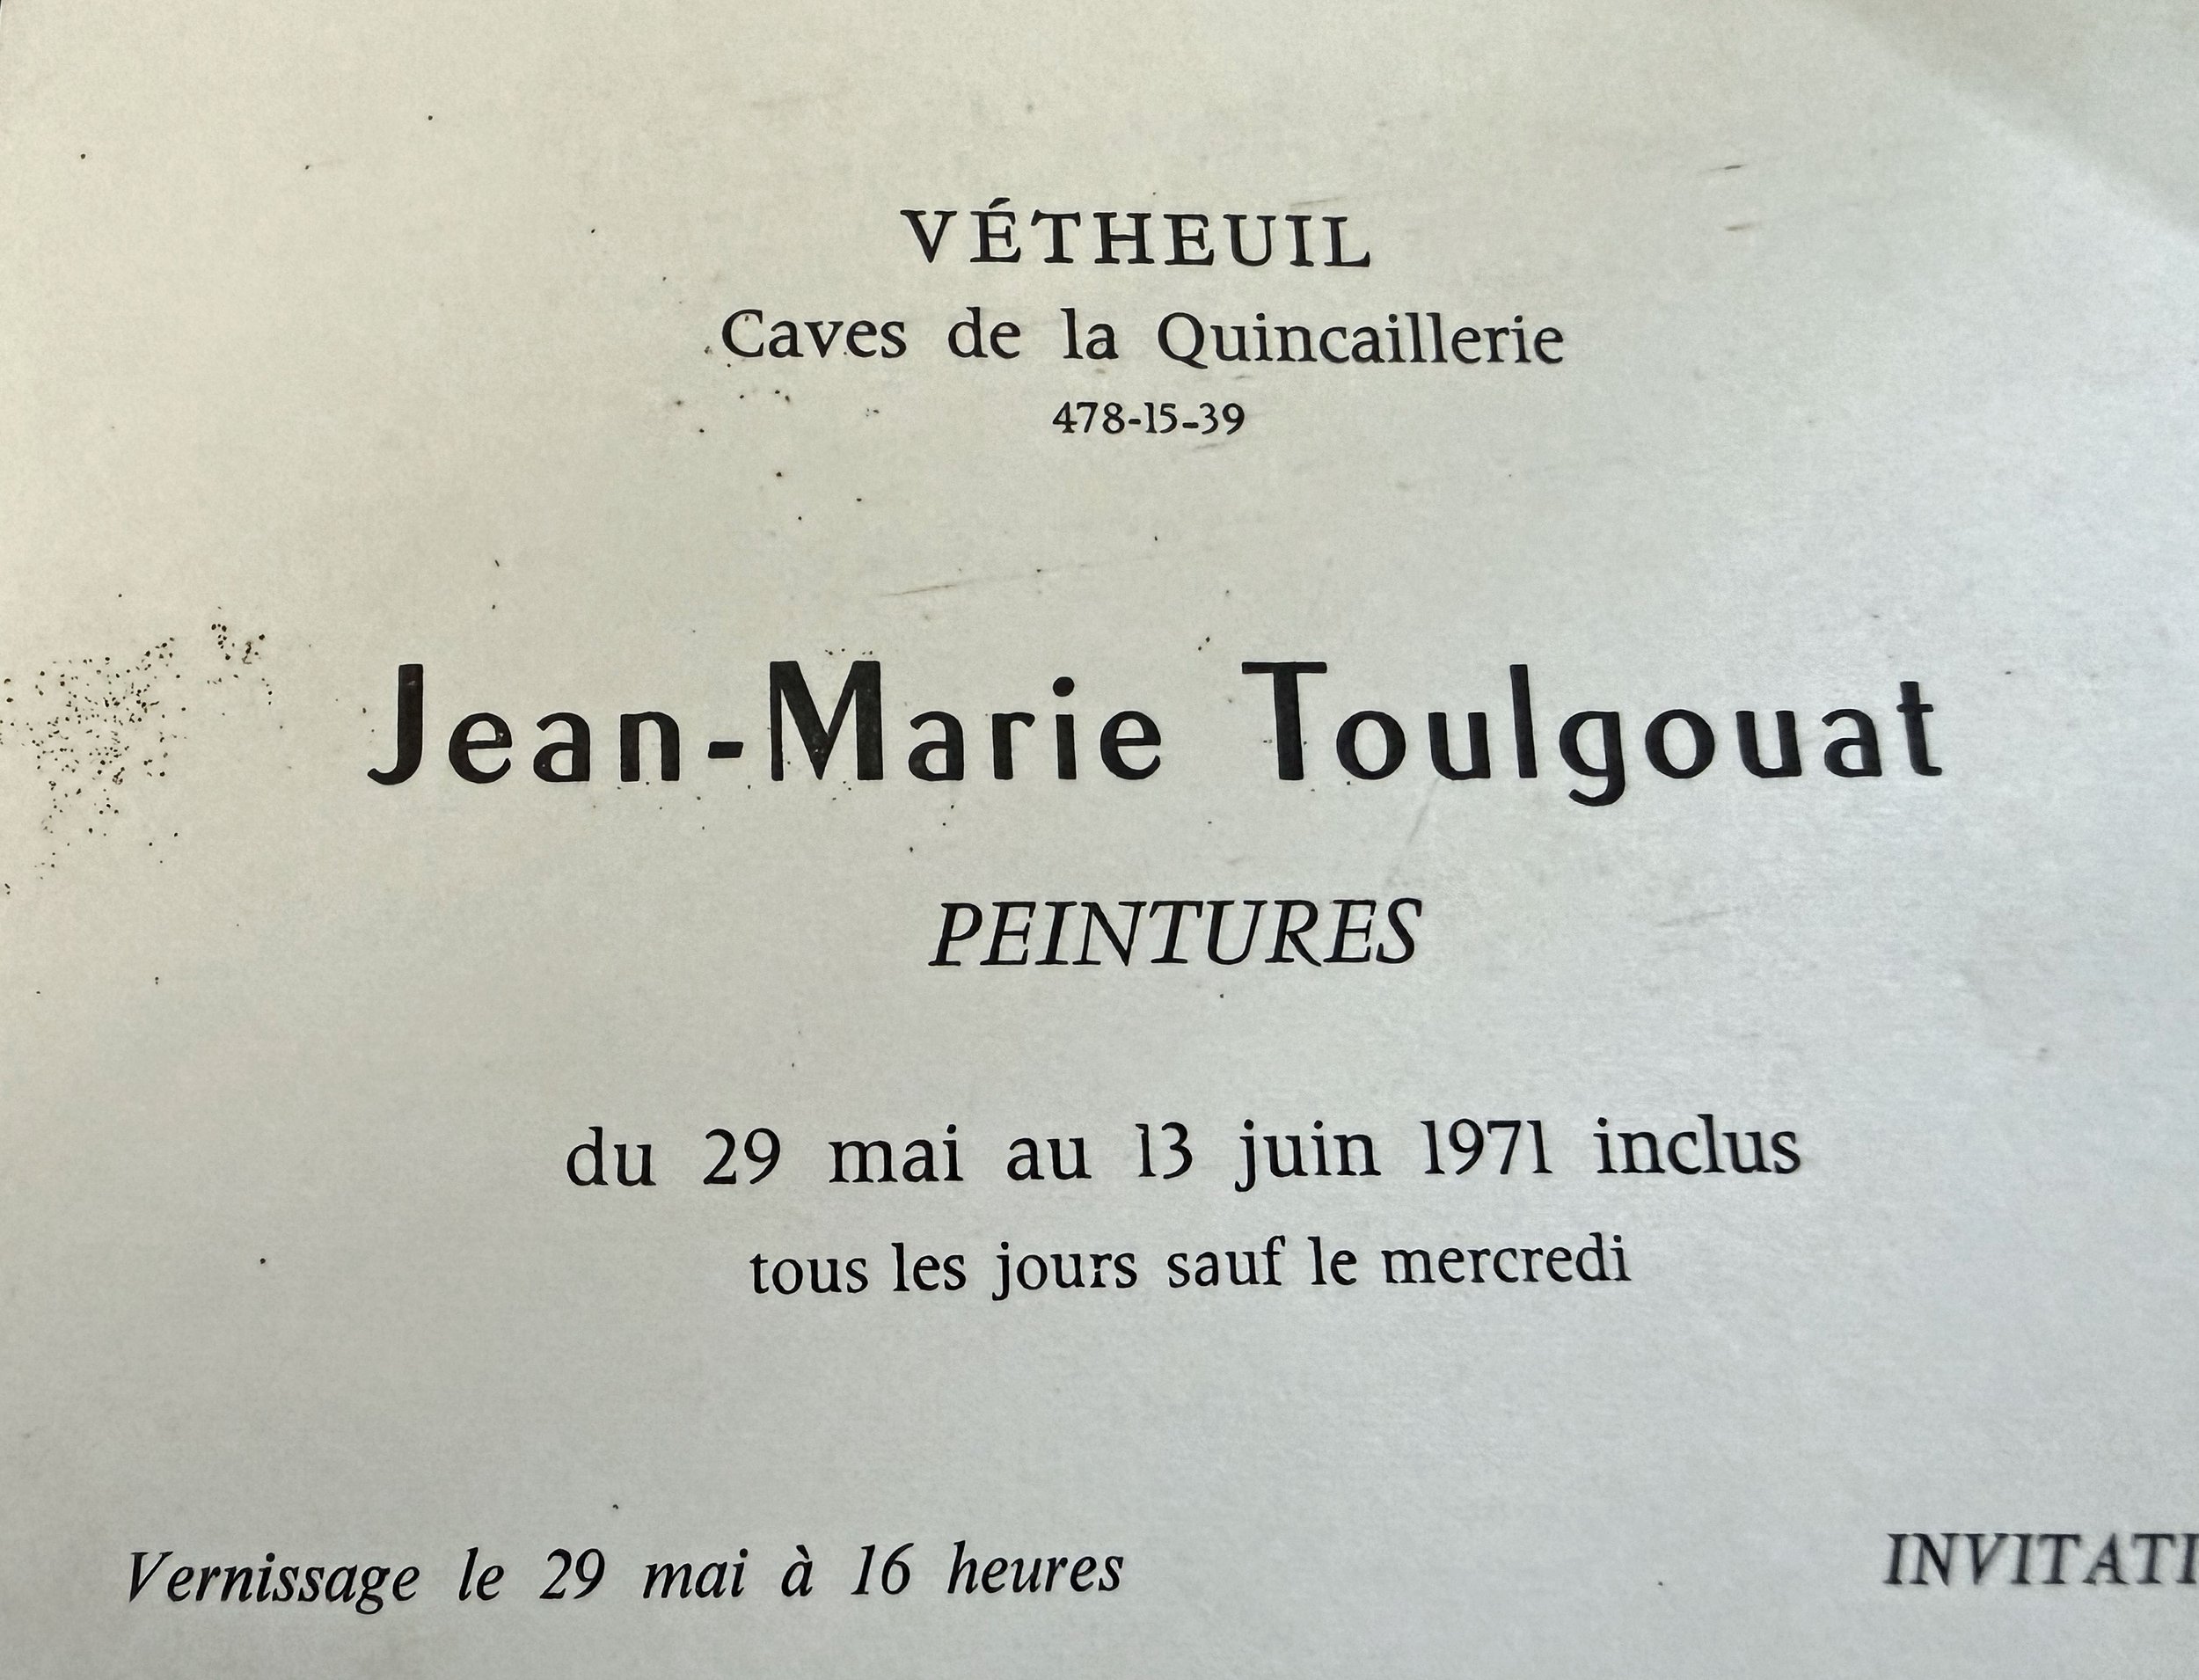 VÉTHEUIL
Caves de la Quincaillerie
478-15-39
Jean-Marie Toulgouat
PEINTURES
du 29 mai au 13 juin 1971 inclus
tous les jours sauf le mercredi
Vernissage le 29 mai à 16 heures
INVITATI